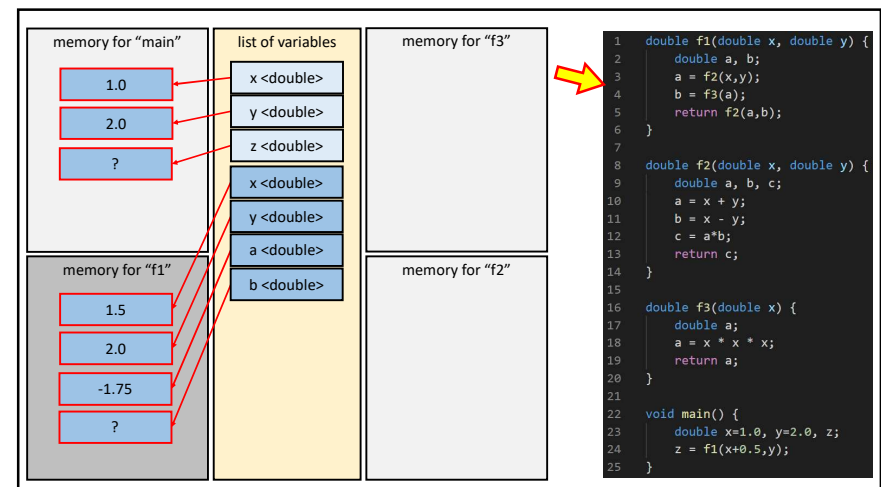 memory for “main”
1.0
2.0
?
list of variables
x <double>
y <double>
z <double>
x <double>
y <double>
a <double>
b <double>
memory for “f3”
memory for “f1”
1.5
2.0
-1.75
?
memory for “f2”
1 double f1(double x, double y) {
2 double a, b;
3 a = f2(x,y);
4 b = f3(a);
5 return f2(a,b);
6 }
7
8 double f2(double x, double y) {
9 double a, b, c;
10 a = x + y;
11 b = x - y;
12 c = a*b;
13 return c;
14 }
15
16 double f3(double x) {
17 double a;
18 a = x * x * x;
19 return a;
20 }
21
22 void main() {
23 double x=1.0, y=2.0, z;
24 z = f1(x+0.5,y);
25 }